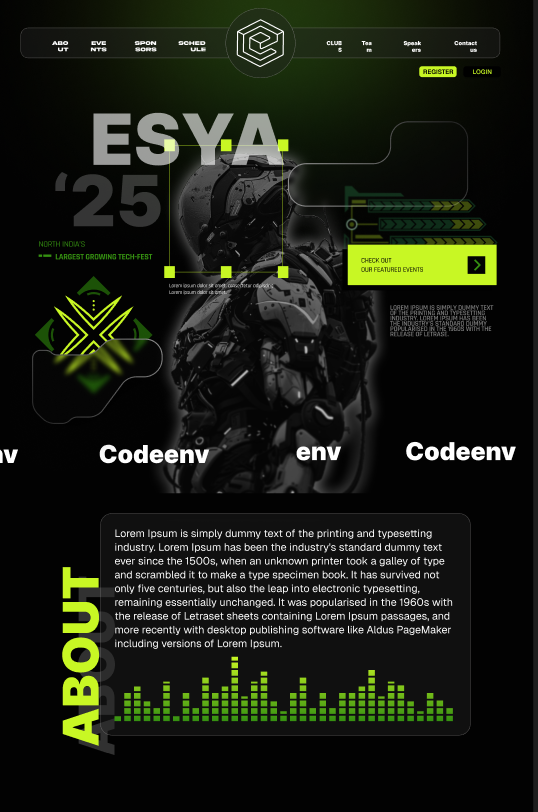 ABO
UT
EVE
NTS
SPON
SORS
SCHED
ULE
CLUB
S
Tea
m
Speak
ers
Contact
us
REGISTER
LOGIN
ESYA
‘25
NORTH INDIA'S
LARGEST GROWING TECH-FEST
Lorem ipsum dolor sit amet, consectetur adipiscing
Lorem ipsum dolor sit amet,
CHECK OUT
OUR FEATURED EVENTS
LOREM IPSUM IS SIMPLY DUMMY TEXT
OF THE PRINTING AND TYPESETTING
INDUSTRY. LOREM IPSUM HAS BEEN
THE INDUSTRY'S STANDARD DUMMY
POPULARISED IN THE 1960S WITH THE
RELEASE OF LETRASE.
nv
Codeenv
env
Codeenv
ABOUT
ABOUT
Lorem Ipsum is simply dummy text of the printing and typesetting
industry. Lorem Ipsum has been the industry's standard dummy text
ever since the 1500s, when an unknown printer took a galley of type
and scrambled it to make a type specimen book. It has survived not
only five centuries, but also the leap into electronic typesetting,
remaining essentially unchanged. It was popularised in the 1960s with
the release of Letraset sheets containing Lorem Ipsum passages, and
more recently with desktop publishing software like Aldus PageMaker
including versions of Lorem Ipsum.